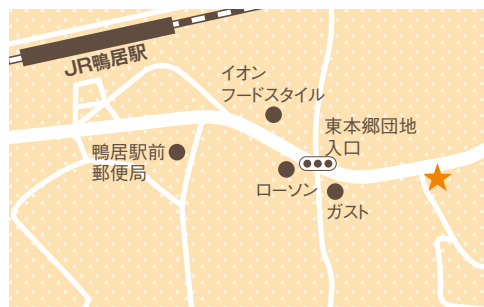 JR鴨居駅
イオン
フードスタイル
東本郷団地
入口
鴨居駅前
郵便局
ローソン
ガスト